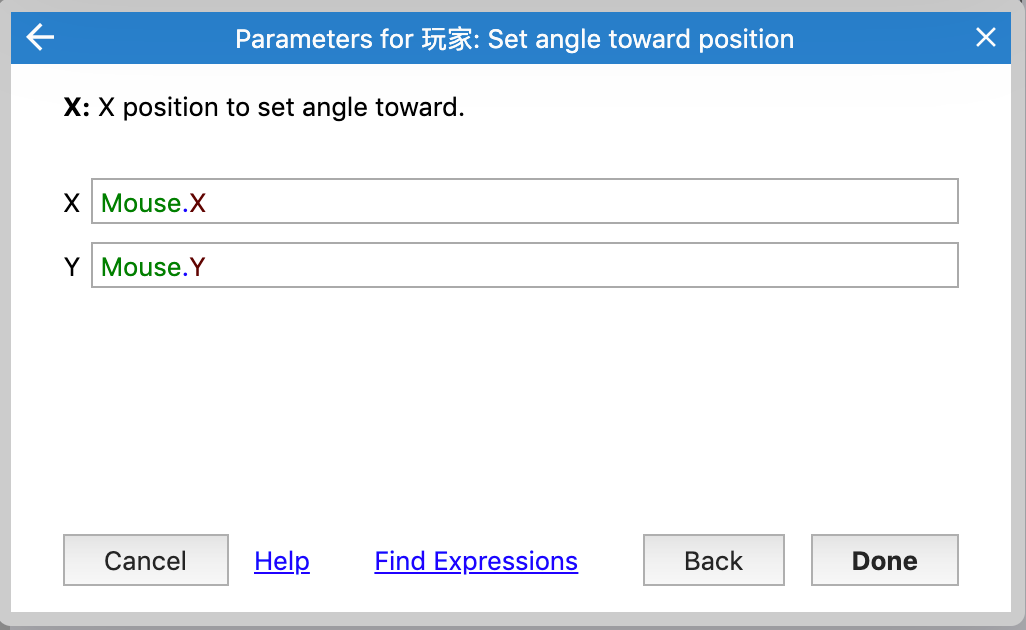 Parameters for 玩家: Set angle toward position
X: X position to set angle toward.
X Mouse.X
Y Mouse.Y
Cancel Help Find Expressions Back Done